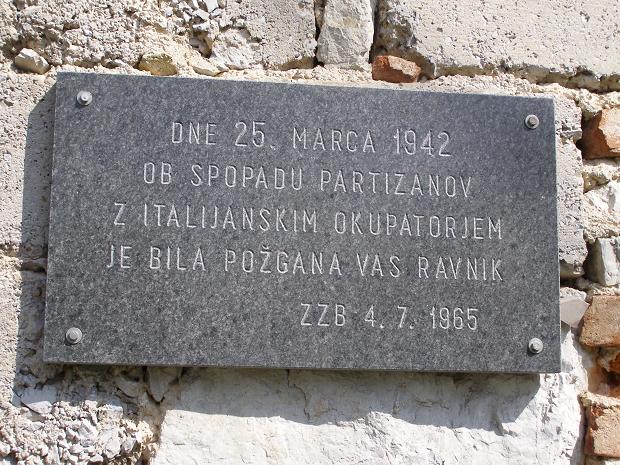 DNE 25. MARCA 1942
OB SPOPADU PARTIZANOV
Z ITALIJANSKIM OKUPATORJEM
JE BILA POŽGANA VAS RAVNIK
ZZB 4. 7. 1965